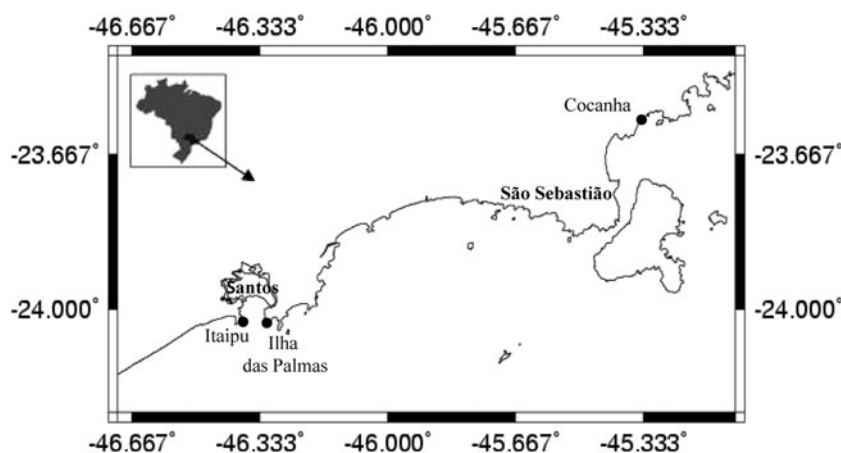 -46.667° -46.333° -46.000° -45.667° -45.333°
Cocanha
-23.667° -23.667°
São Sebastião
Santos
-24.000° -24.000°
Itaipu
Ilha
das Palmas
-46.667° -46.333° -46.000° -45.667° -45.333°